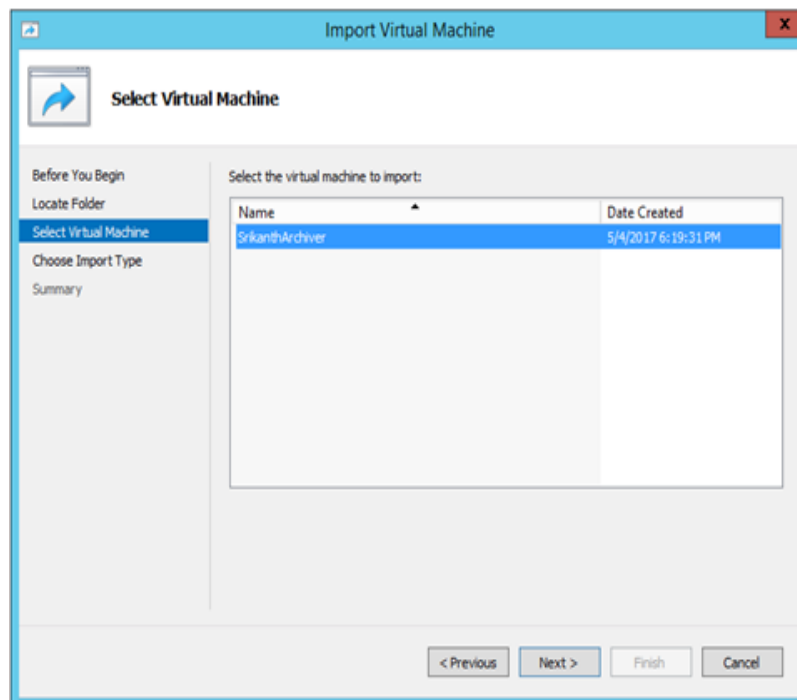 Import Virtual Machine
X
Select Virtual Machine
Before You Begin
Locate Folder
Select Virtual Machine
Choose Import Type
Summary
Select the virtual machine to import:
Name Date Created
SrikanthArchiver 5/4/2017 6:19:31 PM
< Previous Next > Finish Cancel